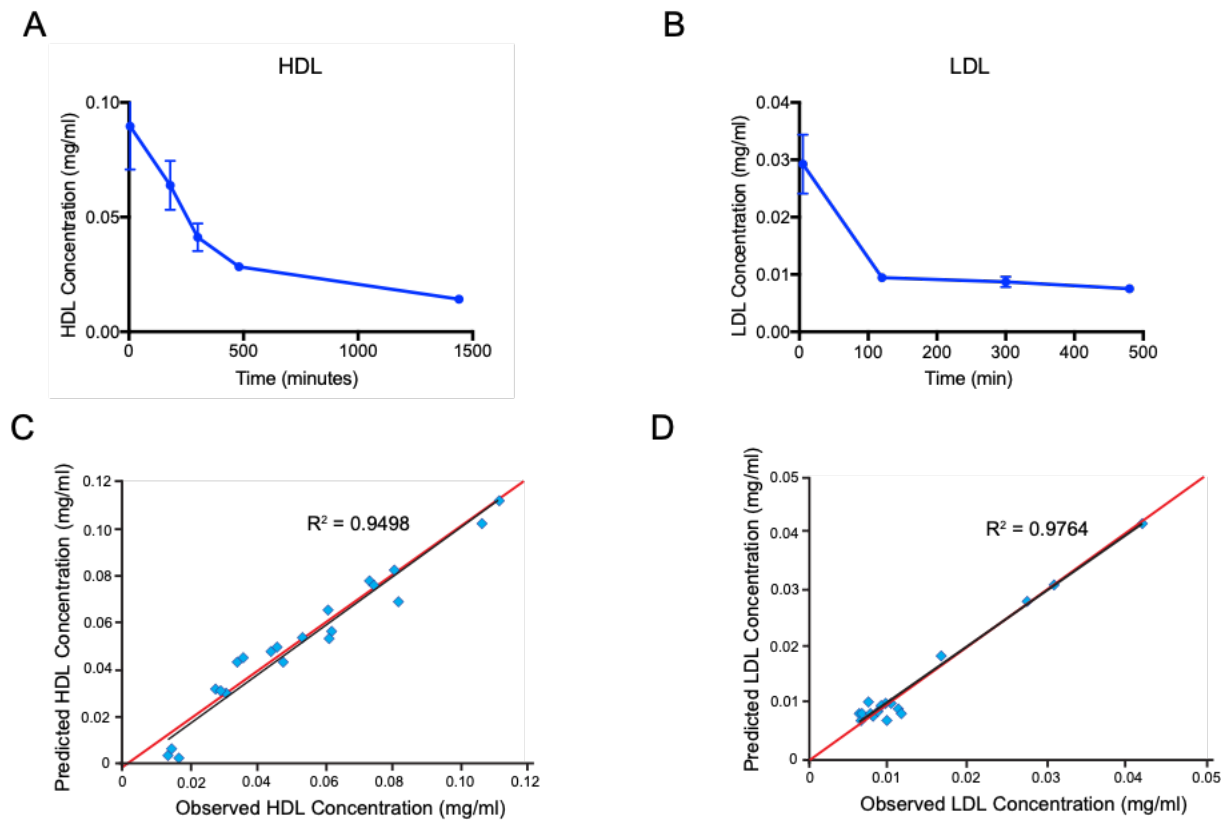 A
HDL
HDL Concentration (mg/ml)
0.10
0.05
0.00
0
500
1000
1500
Time (minutes)
B
LDL
LDL Concentration (mg/ml)
0.04
0.03
0.02
0.01
0.00
0
100
200
300
400
500
Time (min)
C
Predicted HDL Concentration (mg/ml)
0.12
0.10
0.08
0.06
0.04
0.02
0
R² = 0.9498
0
0.02
0.04
0.06
0.08
0.10
0.12
Observed HDL Concentration (mg/ml)
D
Predicted LDL Concentration (mg/ml)
0.05
0.04
0.03
0.02
0.01
0
R² = 0.9764
0
0.01
0.02
0.03
0.04
0.05
Observed LDL Concentration (mg/ml)